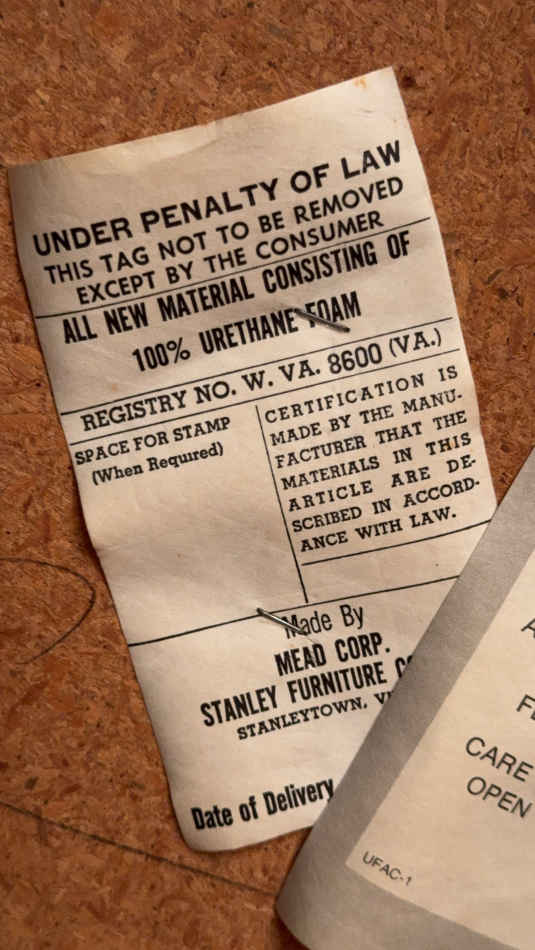 UNDER PENALTY OF LAW
THIS TAG NOT TO BE REMOVED
EXCEPT BY THE CONSUMER
ALL NEW MATERIAL CONSISTING OF
100% URETHANE FOAM
REGISTRY NO. W. VA. 8600 (VA.)
SPACE FOR STAMP
(When Required)
CERTIFICATION IS
MADE BY THE MANU-
FACTURER THAT THE
MATERIALS IN THIS
ARTICLE ARE DE-
SCRIBED IN ACCORD-
ANCE WITH LAW.
Made By
MEAD CORP.
STANLEY FURNITURE
STANLEYTOWN,
Date of Delivery
CARE
OPEN
UFAC-1